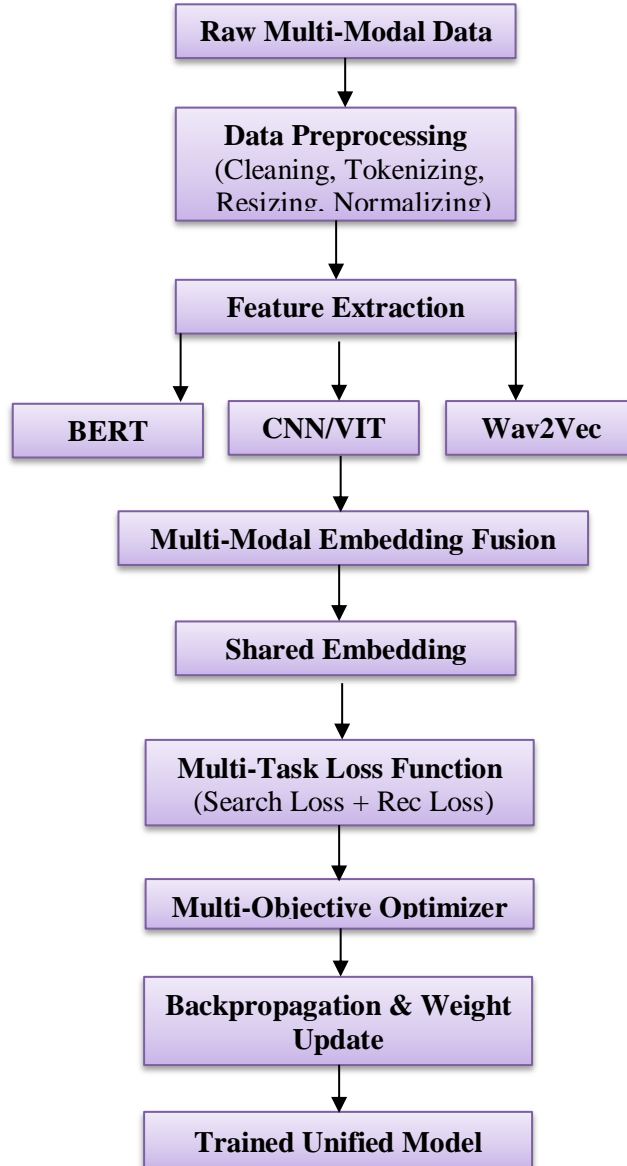 Raw Multi-Modal Data
Data Preprocessing
(Cleaning, Tokenizing,
Resizing, Normalizing)
Feature Extraction
BERT
CNN/VIT
Wav2Vec
Multi-Modal Embedding Fusion
Shared Embedding
Multi-Task Loss Function
(Search Loss + Rec Loss)
Multi-Objective Optimizer
Backpropagation & Weight
Update
Trained Unified Model